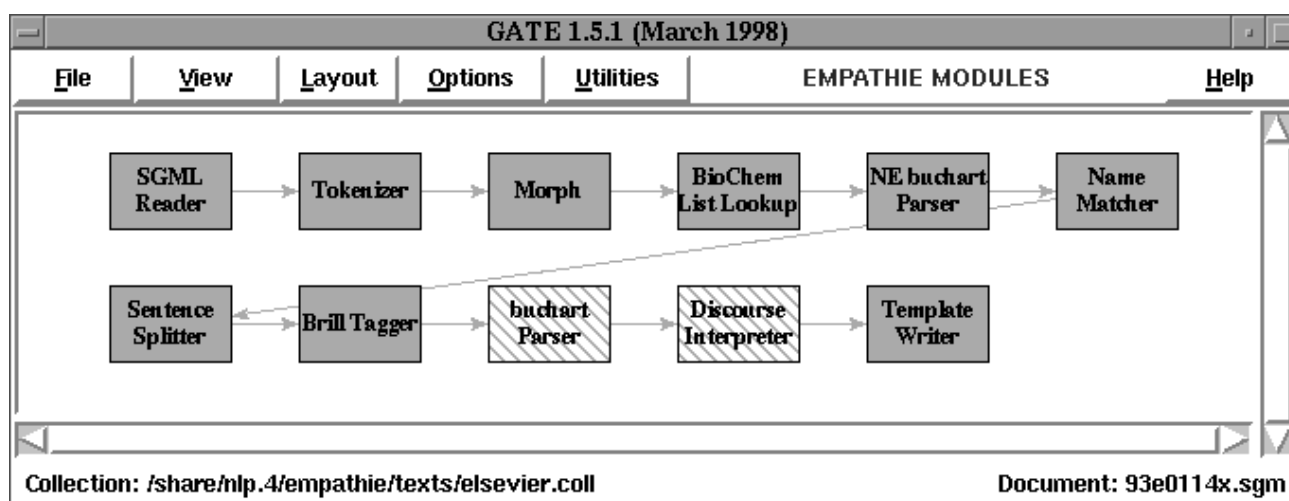 GATE 1.5.1 (March 1998)
File View Layout Options Utilities EMPATHIE MODULES Help
SGML
Reader
Tokenizer
Morph
BioChem
List Lookup
NE buchart
Parser
Name
Matcher
Sentence
Splitter
Brill Tagger
buchart
Parser
Discourse
Interpreter
Template
Writer
Collection: /share/nlp.4/empathie/texts/elsevier.coll Document: 93e0114x.sgm